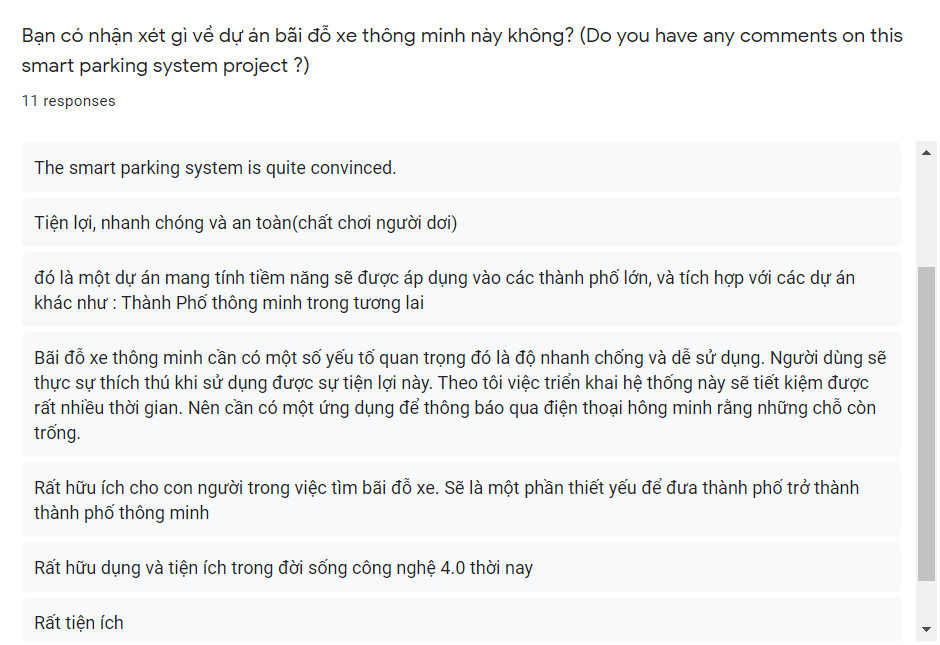 Bạn có nhận xét gì về dự án bãi đỗ xe thông minh này không? (Do you have any comments on this
smart parking system project ?)
11 responses
The smart parking system is quite convinced.
Tiện lợi, nhanh chóng và an toàn(chất chơi người dơi)
đó là một dự án mang tính tiềm năng sẽ được áp dụng vào các thành phố lớn, và tích hợp với các dự án
khác như : Thành Phố thông minh trong tương lai
Bãi đỗ xe thông minh cần có một số yếu tố quan trọng đó là độ nhanh chống và dễ sử dụng. Người dùng sẽ
thực sự thích thú khi sử dụng được sự tiện lợi này. Theo tôi việc triển khai hệ thống này sẽ tiết kiệm được
rất nhiều thời gian. Nên cần có một ứng dụng để thông báo qua điện thoại hông minh rằng những chỗ còn
trống.
Rất hữu ích cho con người trong việc tìm bãi đỗ xe. Sẽ là một phần thiết yếu để đưa thành phố trở thành
thành phố thông minh
Rất hữu dụng và tiện ích trong đời sống công nghệ 4.0 thời nay
Rất tiện ích